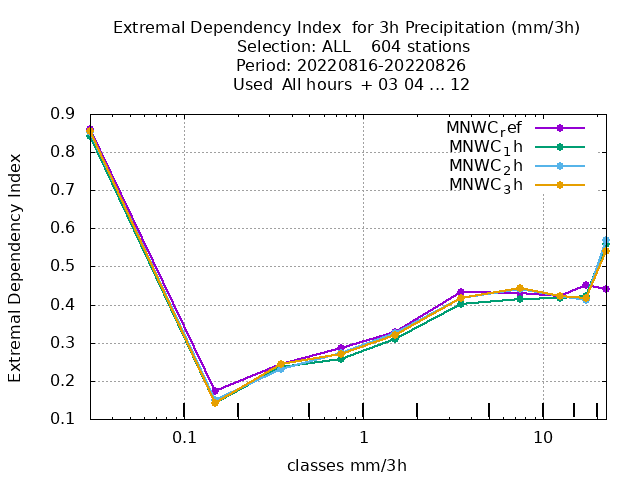 Extremal Dependency Index  for 3h Precipitation (mm/3h)
Selection: ALL    604 stations
Period: 20220816-20220826
Used  All hours  + 03 04 ... 12
MNWC_ref
MNWC_1h
MNWC_2h
MNWC_3h
0.9
0.8
0.7
0.6
0.5
0.4
0.3
0.2
0.1
Extremal Dependency Index
0.1 1 10
classes mm/3h